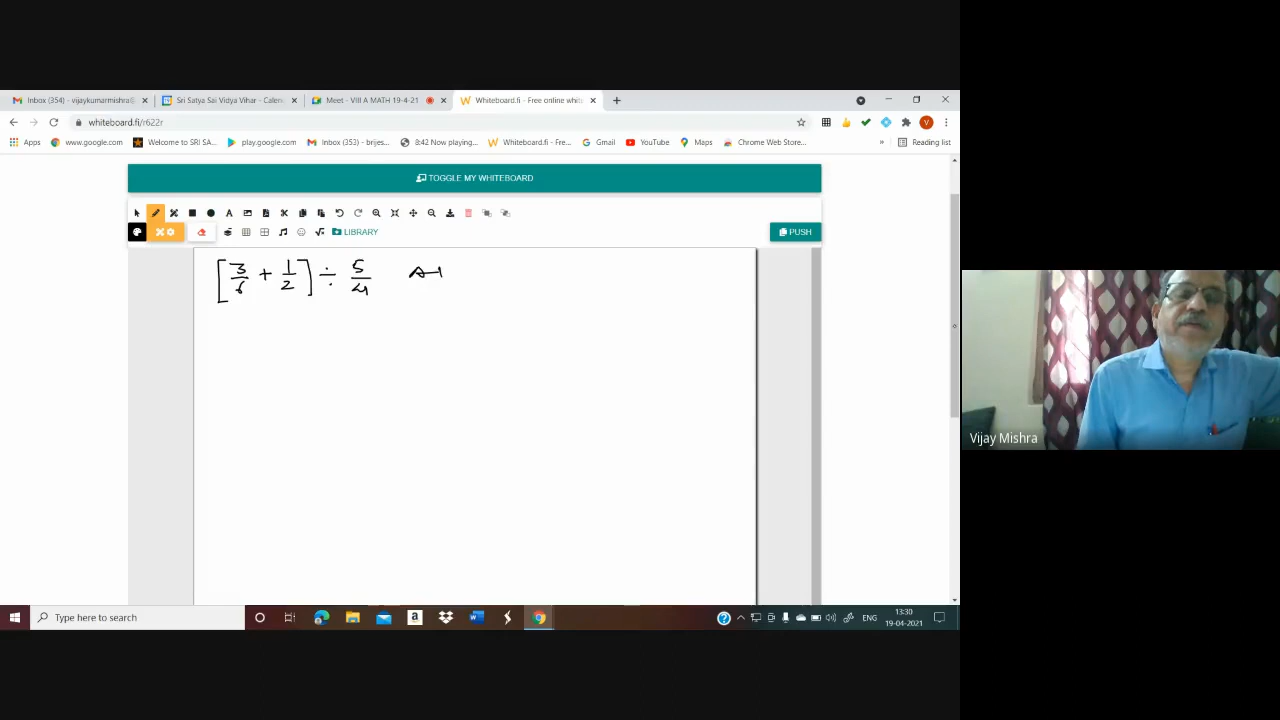 Inbox (354) - vijaykumarmishra@ Sri Satya Sai Vidya Vihar - Calen Meet - VIII A MATH 19-4-21 Whiteboard.fi - Free online white
whiteboard.fi/r622r
Apps www.google.com Welcome to SRI SA... play.google.com Inbox (353) - brijes... 8:42 Now playing... Whiteboard.fi - Fre... Gmail YouTube Maps Chrome Web Store... » Reading list
TOGGLE MY WHITEBOARD
LIBRARY PUSH
[3/6 + 1/2] ÷ 5/4
Vijay Mishra
Type here to search ENG 13:30
19-04-2021